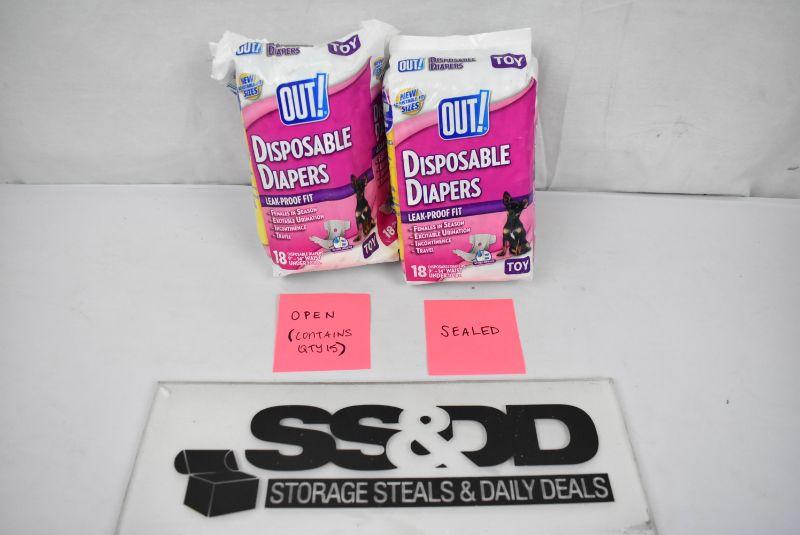 OUT! DISPOSABLE DIAPERS TOY
NEW!
SIZES
OUT!
DISPOSABLE
DIAPERS
LEAK-PROOF FIT
FEMALES IN SEASON
EXCITABLE URINATION
INCONTINENCE
TRAVEL
18
TOY
18
OUT! DISPOSABLE DIAPERS TOY
NEW!
SIZES
OUT!
DISPOSABLE
DIAPERS
LEAK-PROOF FIT
FEMALES IN SEASON
EXCITABLE URINATION
INCONTINENCE
TRAVEL
18
TOY
OPEN
(CONTAINS
QTY 15)
SEALED
SS&DD
STORAGE STEALS & DAILY DEALS